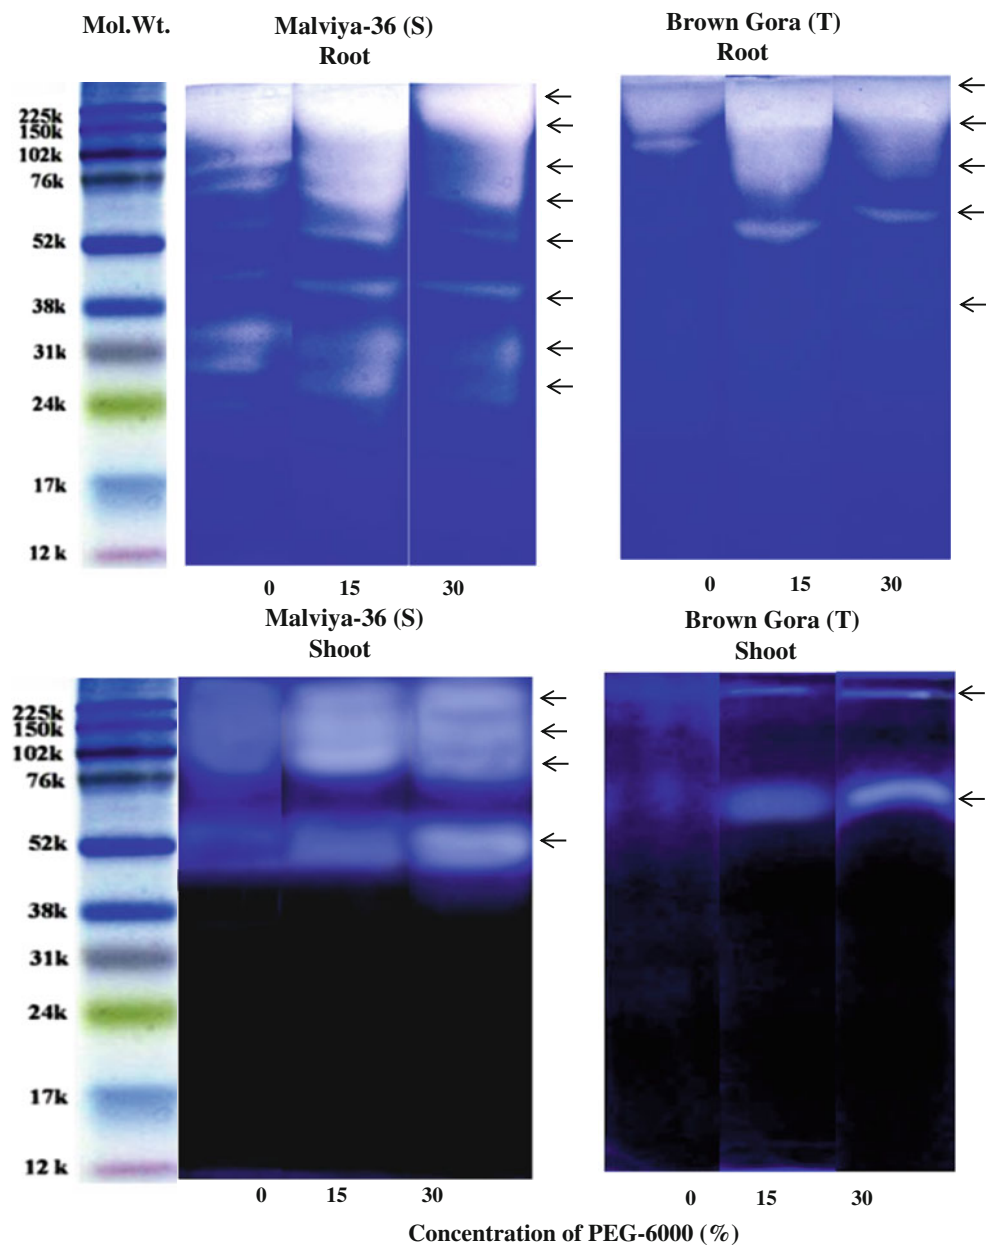 Mol.Wt.
Malviya-36 (S)
Root
Brown Gora (T)
Root
225k
150k
102k
76k
52k
38k
31k
24k
17k
12 k
0 15 30
0 15 30
Malviya-36 (S)
Shoot
Brown Gora (T)
Shoot
225k
150k
102k
76k
52k
38k
31k
24k
17k
12 k
0 15 30
0 15 30
Concentration of PEG-6000 (%)